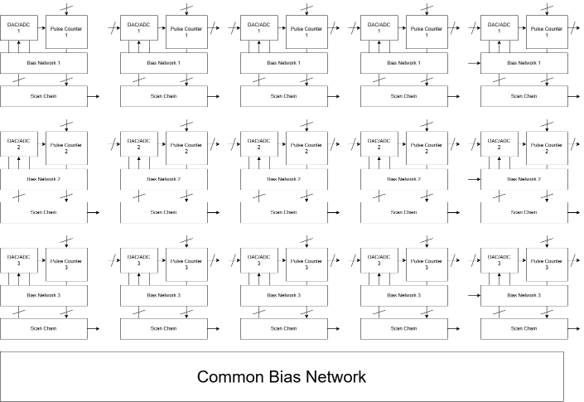 DAC/ADC 1 Pulse Counter 1 DAC/ADC 1 Pulse Counter 1 DAC/ADC 1 Pulse Counter 1 DAC/ADC 1 Pulse Counter 1 DAC/ADC 1 Pulse Counter 1
Bias Network 1 Bias Network 1 Bias Network 1 Bias Network 1 Bias Network 1
Scan Chain Scan Chain Scan Chain Scan Chain Scan Chain
DAC/ADC 2 Pulse Counter 2 DAC/ADC 2 Pulse Counter 2 DAC/ADC 2 Pulse Counter 2 DAC/ADC 2 Pulse Counter 2 DAC/ADC 2 Pulse Counter 2
Bias Network 2 Bias Network 2 Bias Network 2 Bias Network 2 Bias Network 2
Scan Chain Scan Chain Scan Chain Scan Chain Scan Chain
DAC/ADC 3 Pulse Counter 3 DAC/ADC 3 Pulse Counter 3 DAC/ADC 3 Pulse Counter 3 DAC/ADC 3 Pulse Counter 3 DAC/ADC 3 Pulse Counter 3
Bias Network 3 Bias Network 3 Bias Network 3 Bias Network 3 Bias Network 3
Scan Chain Scan Chain Scan Chain Scan Chain Scan Chain
Common Bias Network